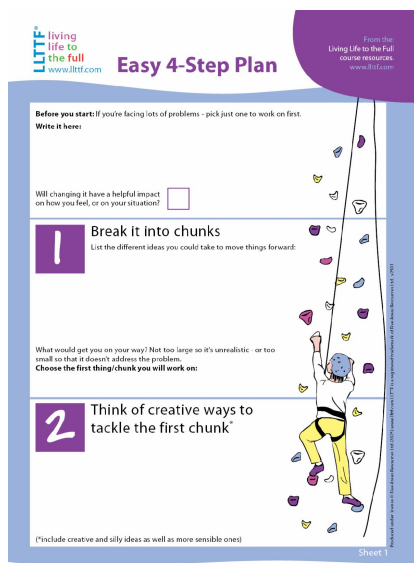 LLTTF
living
life to
the full
www.llttf.com
Easy 4-Step Plan
From the:
Living Life to the Full
course resources.
www.llttf.com
Before you start: If you're facing lots of problems - pick just one to work on first.
Write it here:
Will changing it have a helpful impact
on how you feel, or on your situation?
1
Break it into chunks
List the different ideas you could take to move things forward:
What would get you on your way? Not too large so it's unrealistic - or too
small so that it doesn't address the problem.
Choose the first thing/chunk you will work on:
2
Think of creative ways to
tackle the first chunk*
(*include creative and silly ideas as well as more sensible ones)
Sheet 1